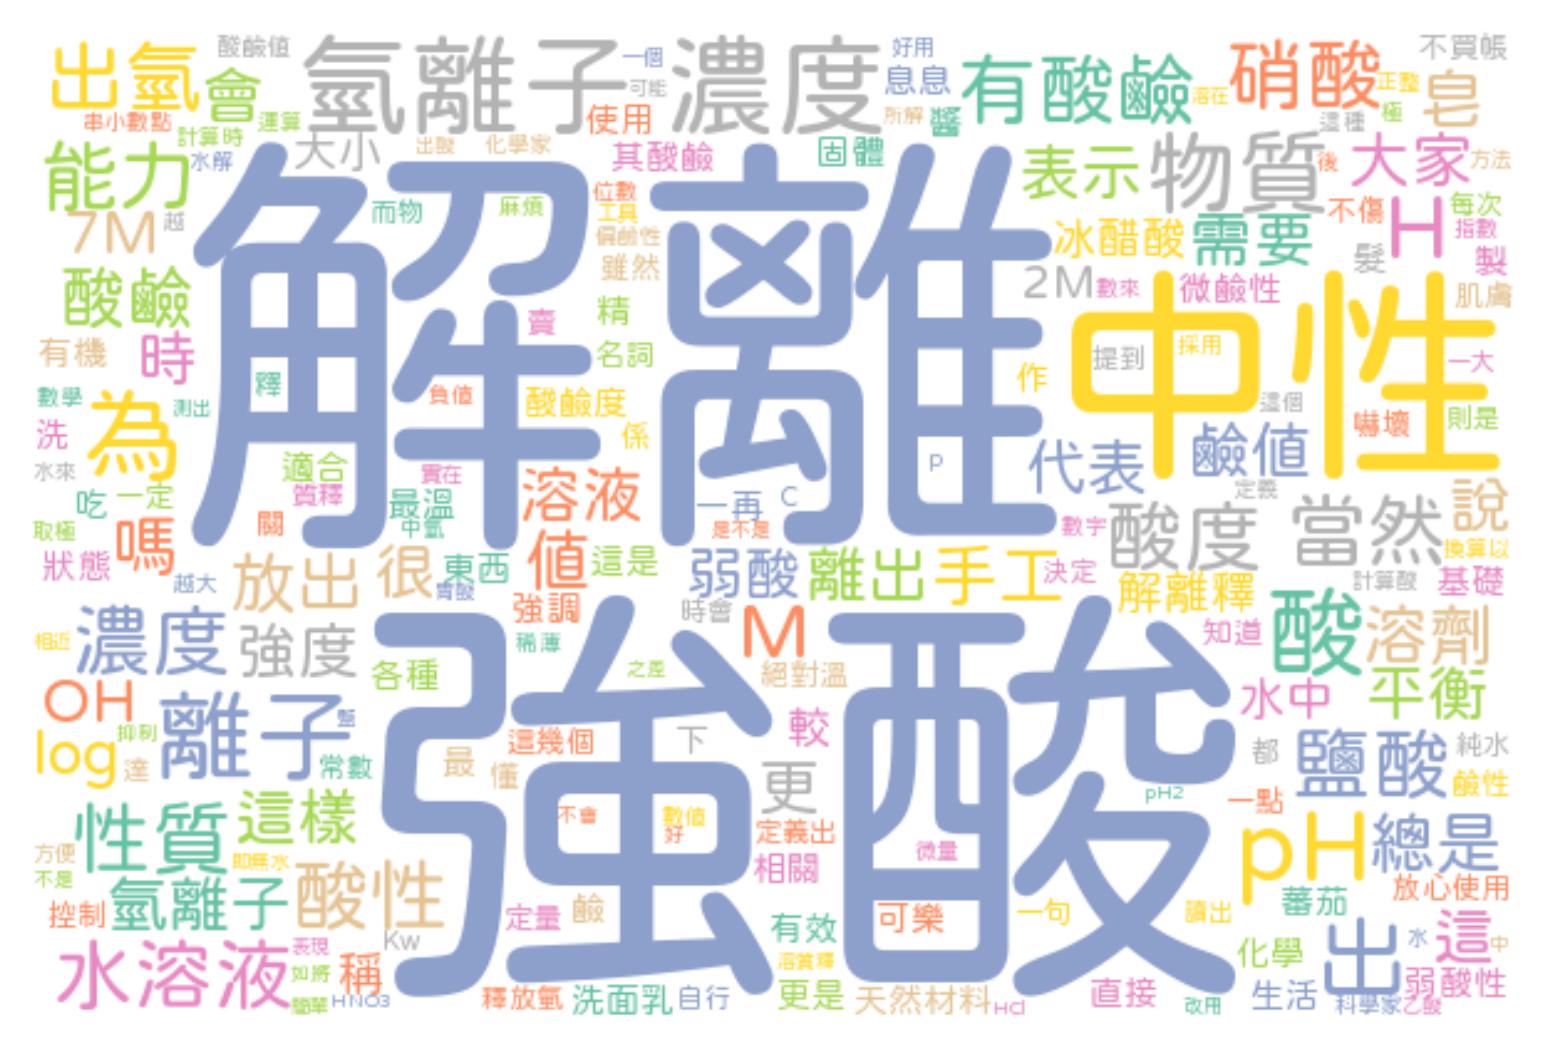 出氫
會
酸鹼值
氫離子濃度
一個
可能
好用
息息
有酸鹼
溶在
硝酸
正整
極
不買帳
皂
串小數點
計算時
運算
使用
所解
醬
這種
能力
水解
大小
出酸
化學家
其酸鹼
固體
表示
物質
後
大家
方法
7M
越
解離
而物
麻煩
位數
工具
偏鹼性
雖然
冰醋酸
需要
不傷
H
每次
指數
製
髮
酸鹼
2M
數來
微鹼性
肌膚
有機
時
賣
精
名詞
中性
提到
採用
一大
數學
測出
釋
負值
酸鹼度
係
作
這個
嚇壞
則是
洗
為
水來
適合
質釋
實在
最溫
中氫
溶液
一再
C
P
是不是
代表
鹼值
定義
吃
一定
取極
嗎
關
數字
酸度
當然
說
換算以
狀態
越大
放出
很
東西
胃酸
值
這是
弱酸
離出
手工
決定
解離釋
計算酸
基礎
強調
濃度
強度
相近
稀薄
時會
M
知道
酸
溶劑
強酸
各種
之差
絕對溫
水中
平衡
OH
log
抑制
達
離子
常數
這幾個
下
較
都
鹽酸
純水
鹼性
最
懂
更
pH2
一點
性質
這樣
不會
數值
好
定義出
pH
總是
方便
不是
即無水
微量
相關
氫離子
酸性
放心使用
控制
定量
鹼
有效
可樂
一句
讀出
蕃茄
Kw
水溶液
表現
如將
簡單
稱
HNO3
溶質釋
化學
出
水
這
中
釋放氫
洗面乳
自行
更是
天然材料
HCl
直接
改用
生活
弱酸性
科學家
乙酸